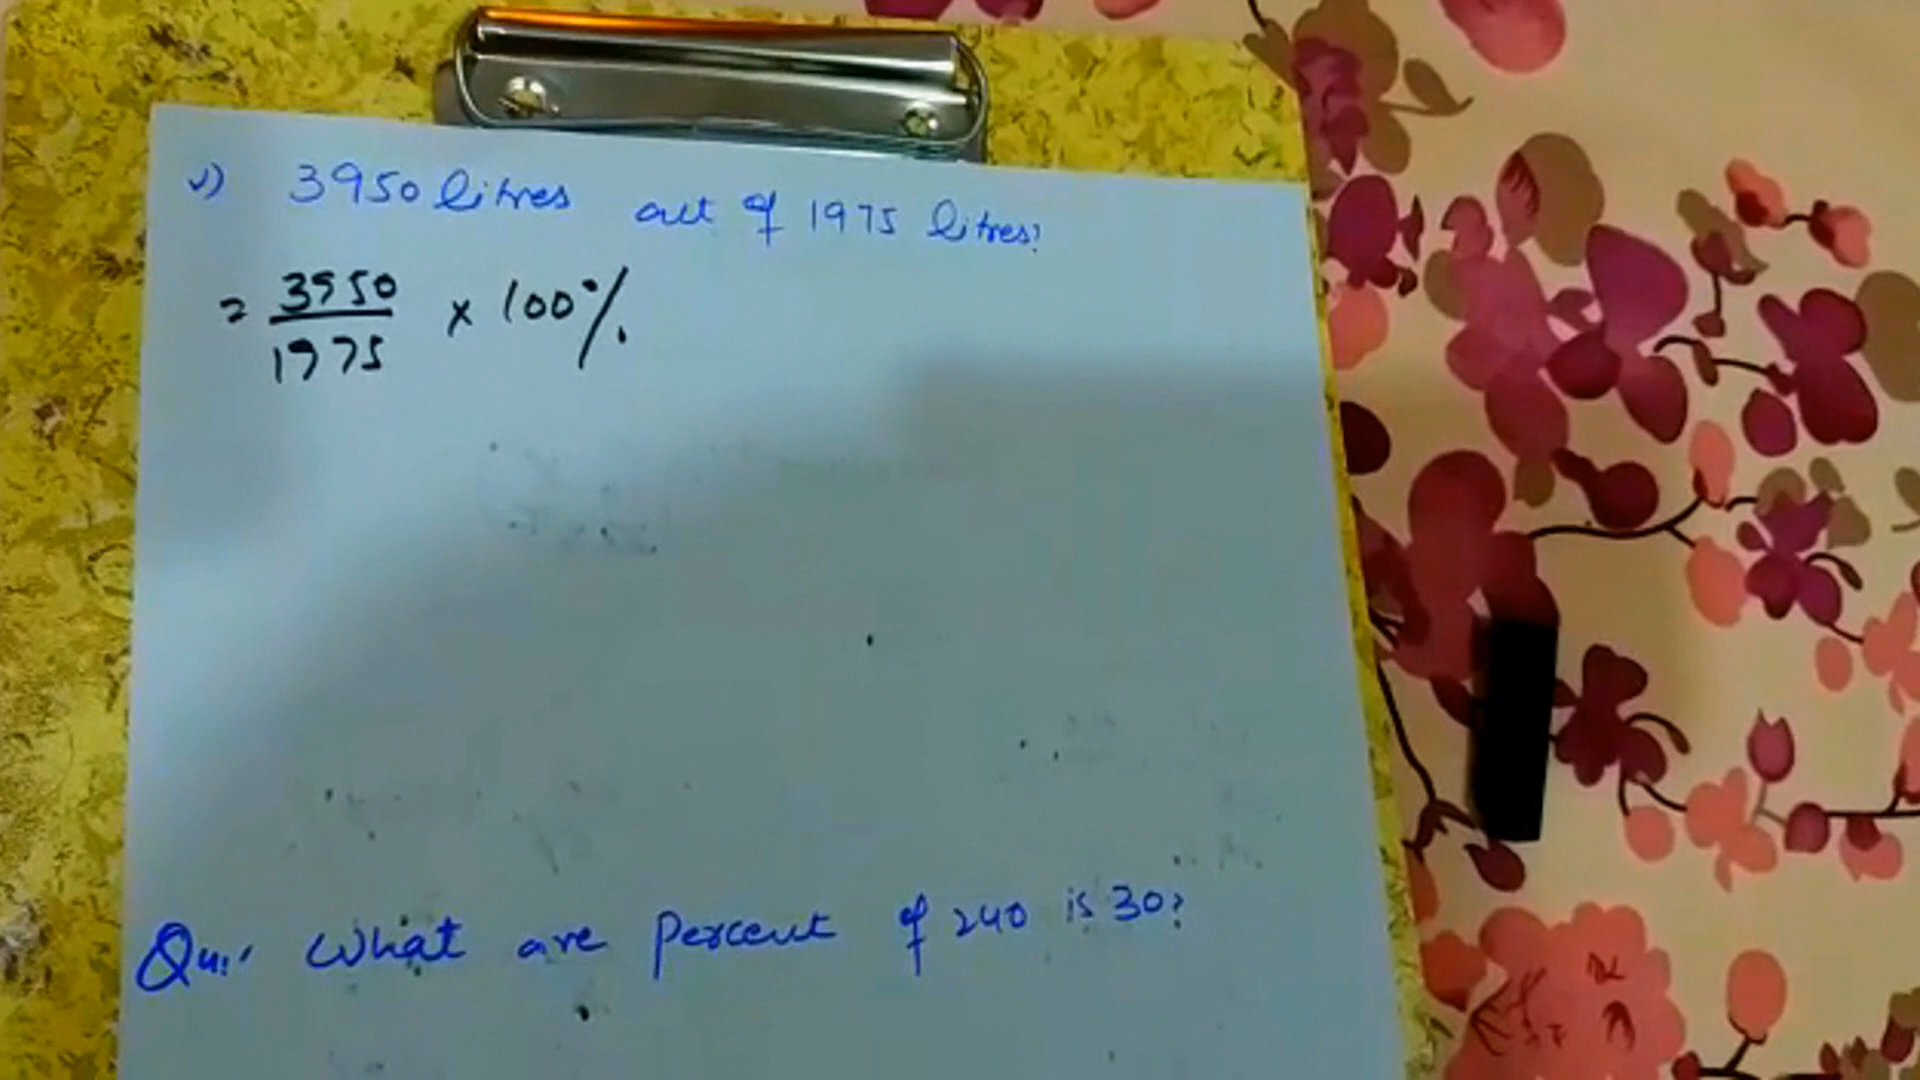 v) 3950 litres out of 1975 litres?
= 3950/1975 × 100%.
Qu:- What are Percent of 240 is 30?